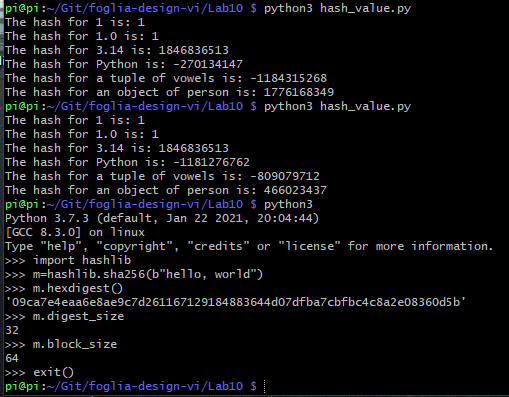 pi@pi:~/Git/foglia-design-vi/Lab10 $ python3 hash_value.py
The hash for 1 is: 1
The hash for 1.0 is: 1
The hash for 3.14 is: 1846836513
The hash for Python is: -270134147
The hash for a tuple of vowels is: -1184315268
The hash for an object of person is: 1776168349
pi@pi:~/Git/foglia-design-vi/Lab10 $ python3 hash_value.py
The hash for 1 is: 1
The hash for 1.0 is: 1
The hash for 3.14 is: 1846836513
The hash for Python is: -1181276762
The hash for a tuple of vowels is: -809079712
The hash for an object of person is: 466023437
pi@pi:~/Git/foglia-design-vi/Lab10 $ python3
Python 3.7.3 (default, Jan 22 2021, 20:04:44)
[GCC 8.3.0] on linux
Type "help", "copyright", "credits" or "license" for more information.
>>> import hashlib
>>> m=hashlib.sha256(b"hello, world")
>>> m.hexdigest()
'09ca7e4eaa6e8ae9c7d261167129184883644d07dfba7cbfbc4c8a2e08360d5b'
>>> m.digest_size
32
>>> m.block_size
64
>>> exit()
pi@pi:~/Git/foglia-design-vi/Lab10 $